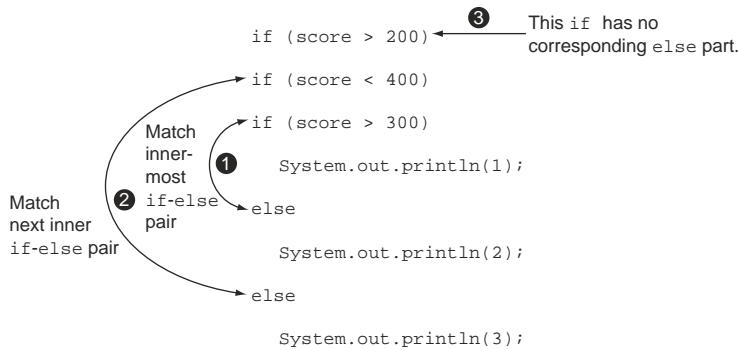 if (score > 200)
3
This if has no
corresponding else part.
if (score < 400)
if (score > 300)
Match
inner-
most
if-else
pair
1
System.out.println(1);
Match
next inner
if-else pair
2
else
System.out.println(2);
else
System.out.println(3);